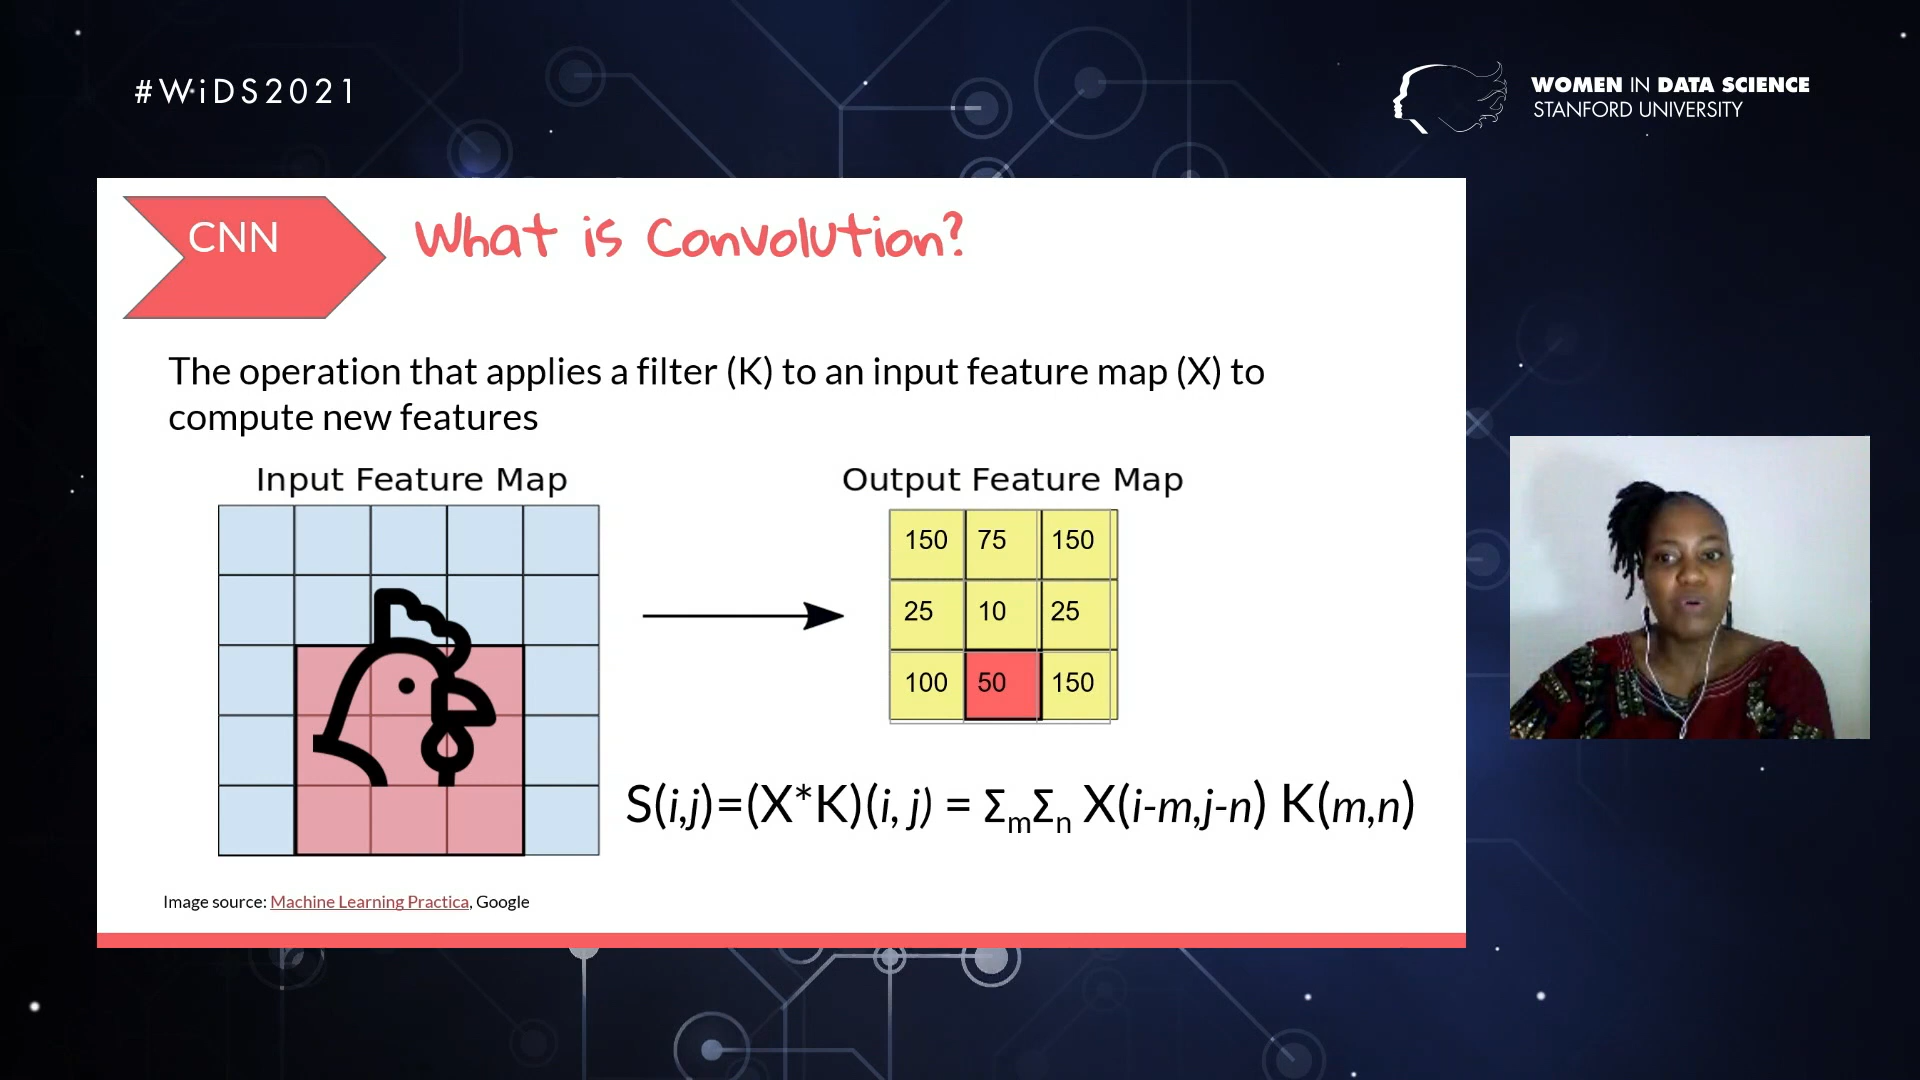 #WiDS2021
WOMEN IN DATA SCIENCE
STANFORD UNIVERSITY
CNN
What is Convolution?
The operation that applies a filter (K) to an input feature map (X) to
compute new features
Input Feature Map
Output Feature Map
150 75 150
25 10 25
100 50 150
S(i,j)=(X*K)(i, j) = ΣmΣn X(i-m,j-n) K(m,n)
Image source: Machine Learning Practica, Google